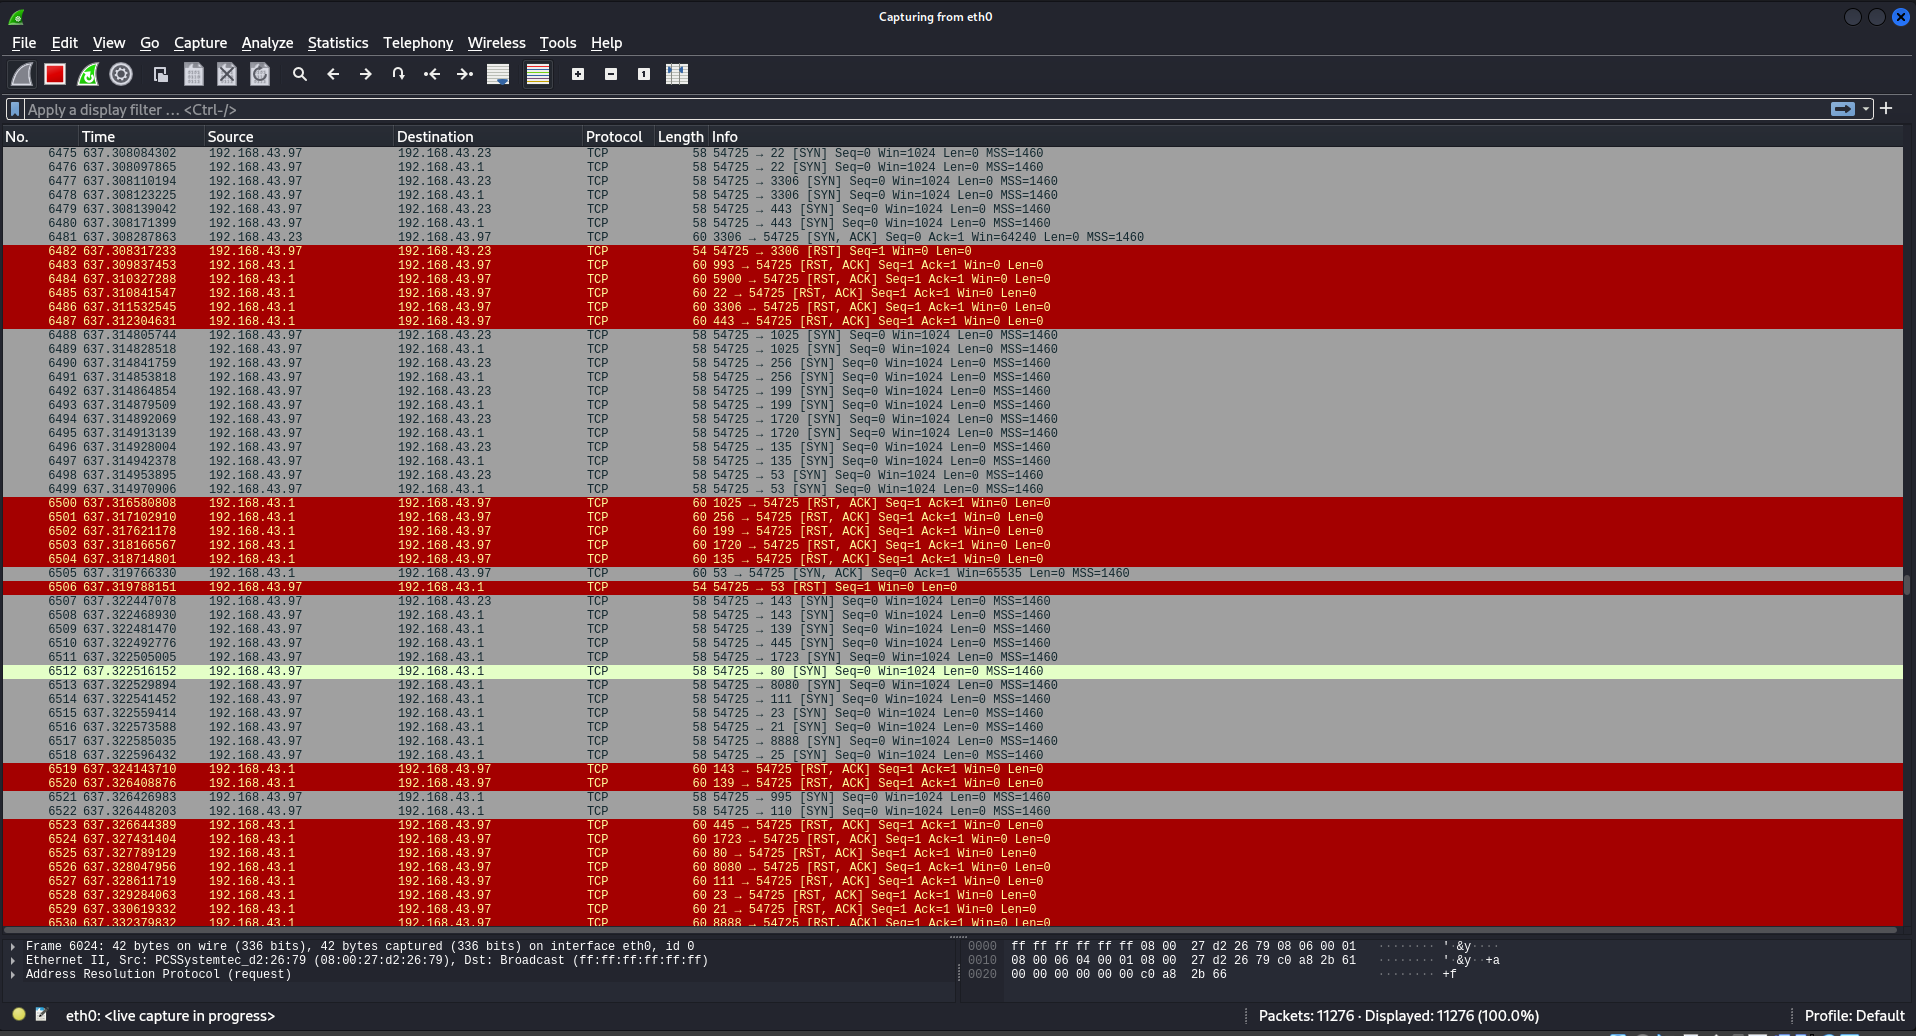 Capturing from eth0
File Edit View Go Capture Analyze Statistics Telephony Wireless Tools Help
Apply a display filter … <Ctrl-/>
No. Time Source Destination Protocol Length Info
6475 637.308084302 192.168.43.97 192.168.43.23 TCP 58 54725 → 22 [SYN] Seq=0 Win=1024 Len=0 MSS=1460
6476 637.308097865 192.168.43.97 192.168.43.1 TCP 58 54725 → 22 [SYN] Seq=0 Win=1024 Len=0 MSS=1460
6477 637.308110194 192.168.43.97 192.168.43.23 TCP 58 54725 → 3306 [SYN] Seq=0 Win=1024 Len=0 MSS=1460
6478 637.308123225 192.168.43.97 192.168.43.1 TCP 58 54725 → 3306 [SYN] Seq=0 Win=1024 Len=0 MSS=1460
6479 637.308139042 192.168.43.97 192.168.43.23 TCP 58 54725 → 443 [SYN] Seq=0 Win=1024 Len=0 MSS=1460
6480 637.308171399 192.168.43.97 192.168.43.1 TCP 58 54725 → 443 [SYN] Seq=0 Win=1024 Len=0 MSS=1460
6481 637.308287863 192.168.43.23 192.168.43.97 TCP 60 3306 → 54725 [SYN, ACK] Seq=0 Ack=1 Win=64240 Len=0 MSS=1460
6482 637.308317233 192.168.43.97 192.168.43.23 TCP 54 54725 → 3306 [RST] Seq=1 Win=0 Len=0
6483 637.309837453 192.168.43.1 192.168.43.97 TCP 60 993 → 54725 [RST, ACK] Seq=1 Ack=1 Win=0 Len=0
6484 637.310327288 192.168.43.1 192.168.43.97 TCP 60 5900 → 54725 [RST, ACK] Seq=1 Ack=1 Win=0 Len=0
6485 637.310841547 192.168.43.1 192.168.43.97 TCP 60 22 → 54725 [RST, ACK] Seq=1 Ack=1 Win=0 Len=0
6486 637.311532545 192.168.43.1 192.168.43.97 TCP 60 3306 → 54725 [RST, ACK] Seq=1 Ack=1 Win=0 Len=0
6487 637.312304631 192.168.43.1 192.168.43.97 TCP 60 443 → 54725 [RST, ACK] Seq=1 Ack=1 Win=0 Len=0
6488 637.314805744 192.168.43.97 192.168.43.23 TCP 58 54725 → 1025 [SYN] Seq=0 Win=1024 Len=0 MSS=1460
6489 637.314828518 192.168.43.97 192.168.43.1 TCP 58 54725 → 1025 [SYN] Seq=0 Win=1024 Len=0 MSS=1460
6490 637.314841759 192.168.43.97 192.168.43.23 TCP 58 54725 → 256 [SYN] Seq=0 Win=1024 Len=0 MSS=1460
6491 637.314853818 192.168.43.97 192.168.43.1 TCP 58 54725 → 256 [SYN] Seq=0 Win=1024 Len=0 MSS=1460
6492 637.314864854 192.168.43.97 192.168.43.23 TCP 58 54725 → 199 [SYN] Seq=0 Win=1024 Len=0 MSS=1460
6493 637.314879509 192.168.43.97 192.168.43.1 TCP 58 54725 → 199 [SYN] Seq=0 Win=1024 Len=0 MSS=1460
6494 637.314892069 192.168.43.97 192.168.43.23 TCP 58 54725 → 1720 [SYN] Seq=0 Win=1024 Len=0 MSS=1460
6495 637.314913139 192.168.43.97 192.168.43.1 TCP 58 54725 → 1720 [SYN] Seq=0 Win=1024 Len=0 MSS=1460
6496 637.314928004 192.168.43.97 192.168.43.23 TCP 58 54725 → 135 [SYN] Seq=0 Win=1024 Len=0 MSS=1460
6497 637.314942378 192.168.43.97 192.168.43.1 TCP 58 54725 → 135 [SYN] Seq=0 Win=1024 Len=0 MSS=1460
6498 637.314953895 192.168.43.97 192.168.43.23 TCP 58 54725 → 53 [SYN] Seq=0 Win=1024 Len=0 MSS=1460
6499 637.314970906 192.168.43.97 192.168.43.1 TCP 58 54725 → 53 [SYN] Seq=0 Win=1024 Len=0 MSS=1460
6500 637.316580808 192.168.43.1 192.168.43.97 TCP 60 1025 → 54725 [RST, ACK] Seq=1 Ack=1 Win=0 Len=0
6501 637.317102910 192.168.43.1 192.168.43.97 TCP 60 256 → 54725 [RST, ACK] Seq=1 Ack=1 Win=0 Len=0
6502 637.317621178 192.168.43.1 192.168.43.97 TCP 60 199 → 54725 [RST, ACK] Seq=1 Ack=1 Win=0 Len=0
6503 637.318166567 192.168.43.1 192.168.43.97 TCP 60 1720 → 54725 [RST, ACK] Seq=1 Ack=1 Win=0 Len=0
6504 637.318714801 192.168.43.1 192.168.43.97 TCP 60 135 → 54725 [RST, ACK] Seq=1 Ack=1 Win=0 Len=0
6505 637.319766330 192.168.43.1 192.168.43.97 TCP 60 53 → 54725 [SYN, ACK] Seq=0 Ack=1 Win=65535 Len=0 MSS=1460
6506 637.319788151 192.168.43.97 192.168.43.1 TCP 54 54725 → 53 [RST] Seq=1 Win=0 Len=0
6507 637.322447078 192.168.43.97 192.168.43.23 TCP 58 54725 → 143 [SYN] Seq=0 Win=1024 Len=0 MSS=1460
6508 637.322468930 192.168.43.97 192.168.43.1 TCP 58 54725 → 143 [SYN] Seq=0 Win=1024 Len=0 MSS=1460
6509 637.322481470 192.168.43.97 192.168.43.1 TCP 58 54725 → 139 [SYN] Seq=0 Win=1024 Len=0 MSS=1460
6510 637.322492776 192.168.43.97 192.168.43.1 TCP 58 54725 → 445 [SYN] Seq=0 Win=1024 Len=0 MSS=1460
6511 637.322505005 192.168.43.97 192.168.43.1 TCP 58 54725 → 1723 [SYN] Seq=0 Win=1024 Len=0 MSS=1460
6512 637.322516152 192.168.43.97 192.168.43.1 TCP 58 54725 → 80 [SYN] Seq=0 Win=1024 Len=0 MSS=1460
6513 637.322529894 192.168.43.97 192.168.43.1 TCP 58 54725 → 8080 [SYN] Seq=0 Win=1024 Len=0 MSS=1460
6514 637.322541452 192.168.43.97 192.168.43.1 TCP 58 54725 → 111 [SYN] Seq=0 Win=1024 Len=0 MSS=1460
6515 637.322559414 192.168.43.97 192.168.43.1 TCP 58 54725 → 23 [SYN] Seq=0 Win=1024 Len=0 MSS=1460
6516 637.322573588 192.168.43.97 192.168.43.1 TCP 58 54725 → 21 [SYN] Seq=0 Win=1024 Len=0 MSS=1460
6517 637.322585035 192.168.43.97 192.168.43.1 TCP 58 54725 → 8888 [SYN] Seq=0 Win=1024 Len=0 MSS=1460
6518 637.322596432 192.168.43.97 192.168.43.1 TCP 58 54725 → 25 [SYN] Seq=0 Win=1024 Len=0 MSS=1460
6519 637.324143710 192.168.43.1 192.168.43.97 TCP 60 143 → 54725 [RST, ACK] Seq=1 Ack=1 Win=0 Len=0
6520 637.326408876 192.168.43.1 192.168.43.97 TCP 60 139 → 54725 [RST, ACK] Seq=1 Ack=1 Win=0 Len=0
6521 637.326426983 192.168.43.97 192.168.43.1 TCP 58 54725 → 995 [SYN] Seq=0 Win=1024 Len=0 MSS=1460
6522 637.326448203 192.168.43.97 192.168.43.1 TCP 58 54725 → 110 [SYN] Seq=0 Win=1024 Len=0 MSS=1460
6523 637.326644389 192.168.43.1 192.168.43.97 TCP 60 445 → 54725 [RST, ACK] Seq=1 Ack=1 Win=0 Len=0
6524 637.327431404 192.168.43.1 192.168.43.97 TCP 60 1723 → 54725 [RST, ACK] Seq=1 Ack=1 Win=0 Len=0
6525 637.327789129 192.168.43.1 192.168.43.97 TCP 60 80 → 54725 [RST, ACK] Seq=1 Ack=1 Win=0 Len=0
6526 637.328047956 192.168.43.1 192.168.43.97 TCP 60 8080 → 54725 [RST, ACK] Seq=1 Ack=1 Win=0 Len=0
6527 637.328611719 192.168.43.1 192.168.43.97 TCP 60 111 → 54725 [RST, ACK] Seq=1 Ack=1 Win=0 Len=0
6528 637.329284063 192.168.43.1 192.168.43.97 TCP 60 23 → 54725 [RST, ACK] Seq=1 Ack=1 Win=0 Len=0
6529 637.330619332 192.168.43.1 192.168.43.97 TCP 60 21 → 54725 [RST, ACK] Seq=1 Ack=1 Win=0 Len=0
6530 637.332379832 192.168.43.1 192.168.43.97 TCP 60 8888 → 54725 [RST, ACK] Seq=1 Ack=1 Win=0 Len=0
Frame 6024: 42 bytes on wire (336 bits), 42 bytes captured (336 bits) on interface eth0, id 0
Ethernet II, Src: PCSSystemtec_d2:26:79 (08:00:27:d2:26:79), Dst: Broadcast (ff:ff:ff:ff:ff:ff)
Address Resolution Protocol (request)
0000 ff ff ff ff ff ff 08 00 27 d2 26 79 08 06 00 01 ········ '·&y····
0010 08 00 06 04 00 01 08 00 27 d2 26 79 c0 a8 2b 61 ········ '·&y··+a
0020 00 00 00 00 00 00 c0 a8 2b 66 ········ +f
eth0: <live capture in progress>
Packets: 11276 · Displayed: 11276 (100.0%)
Profile: Default